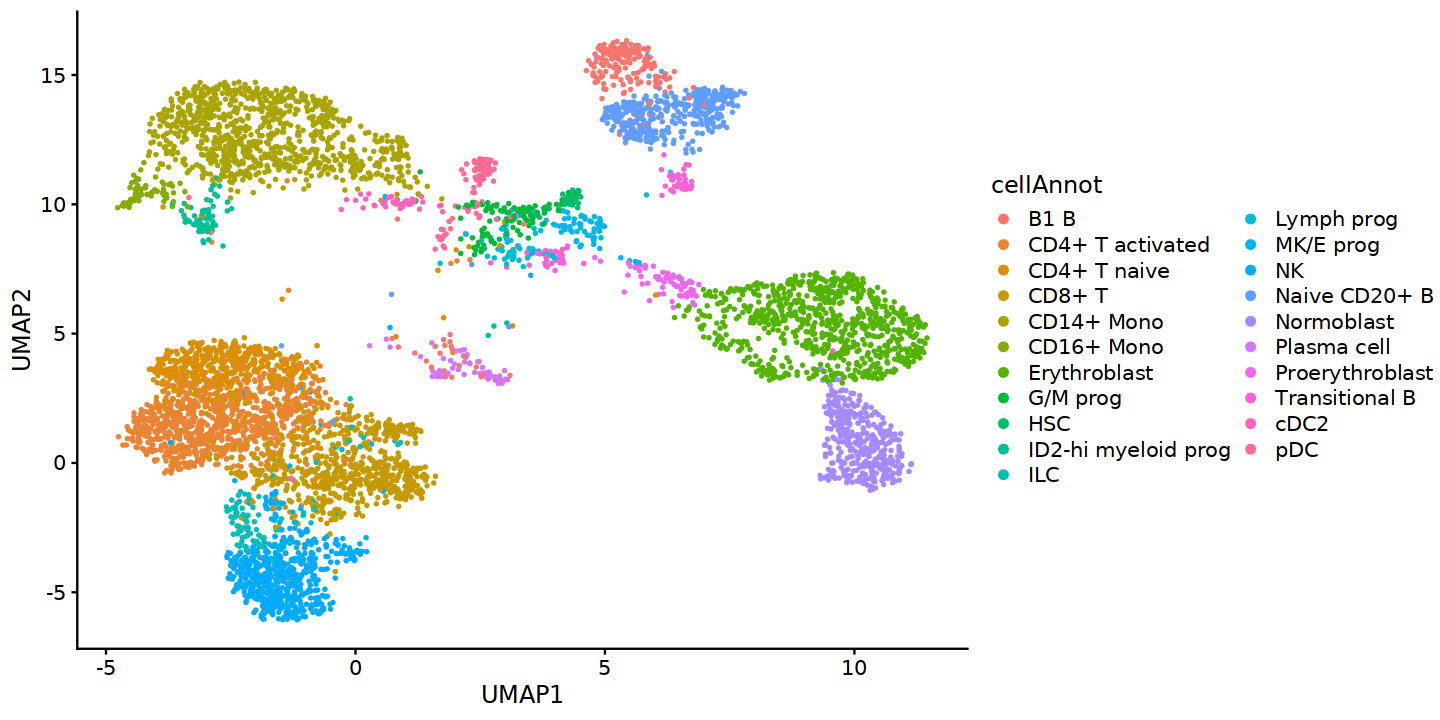 15
10
5
0
-5
UMAP2
-5
0
5
10
UMAP1
cellAnnot
B1 B
CD4+ T activated
CD4+ T naive
CD8+ T
CD14+ Mono
CD16+ Mono
Erythroblast
G/M prog
HSC
ID2-hi myeloid prog
ILC
Lymph prog
MK/E prog
NK
Naive CD20+ B
Normoblast
Plasma cell
Proerythroblast
Transitional B
cDC2
pDC